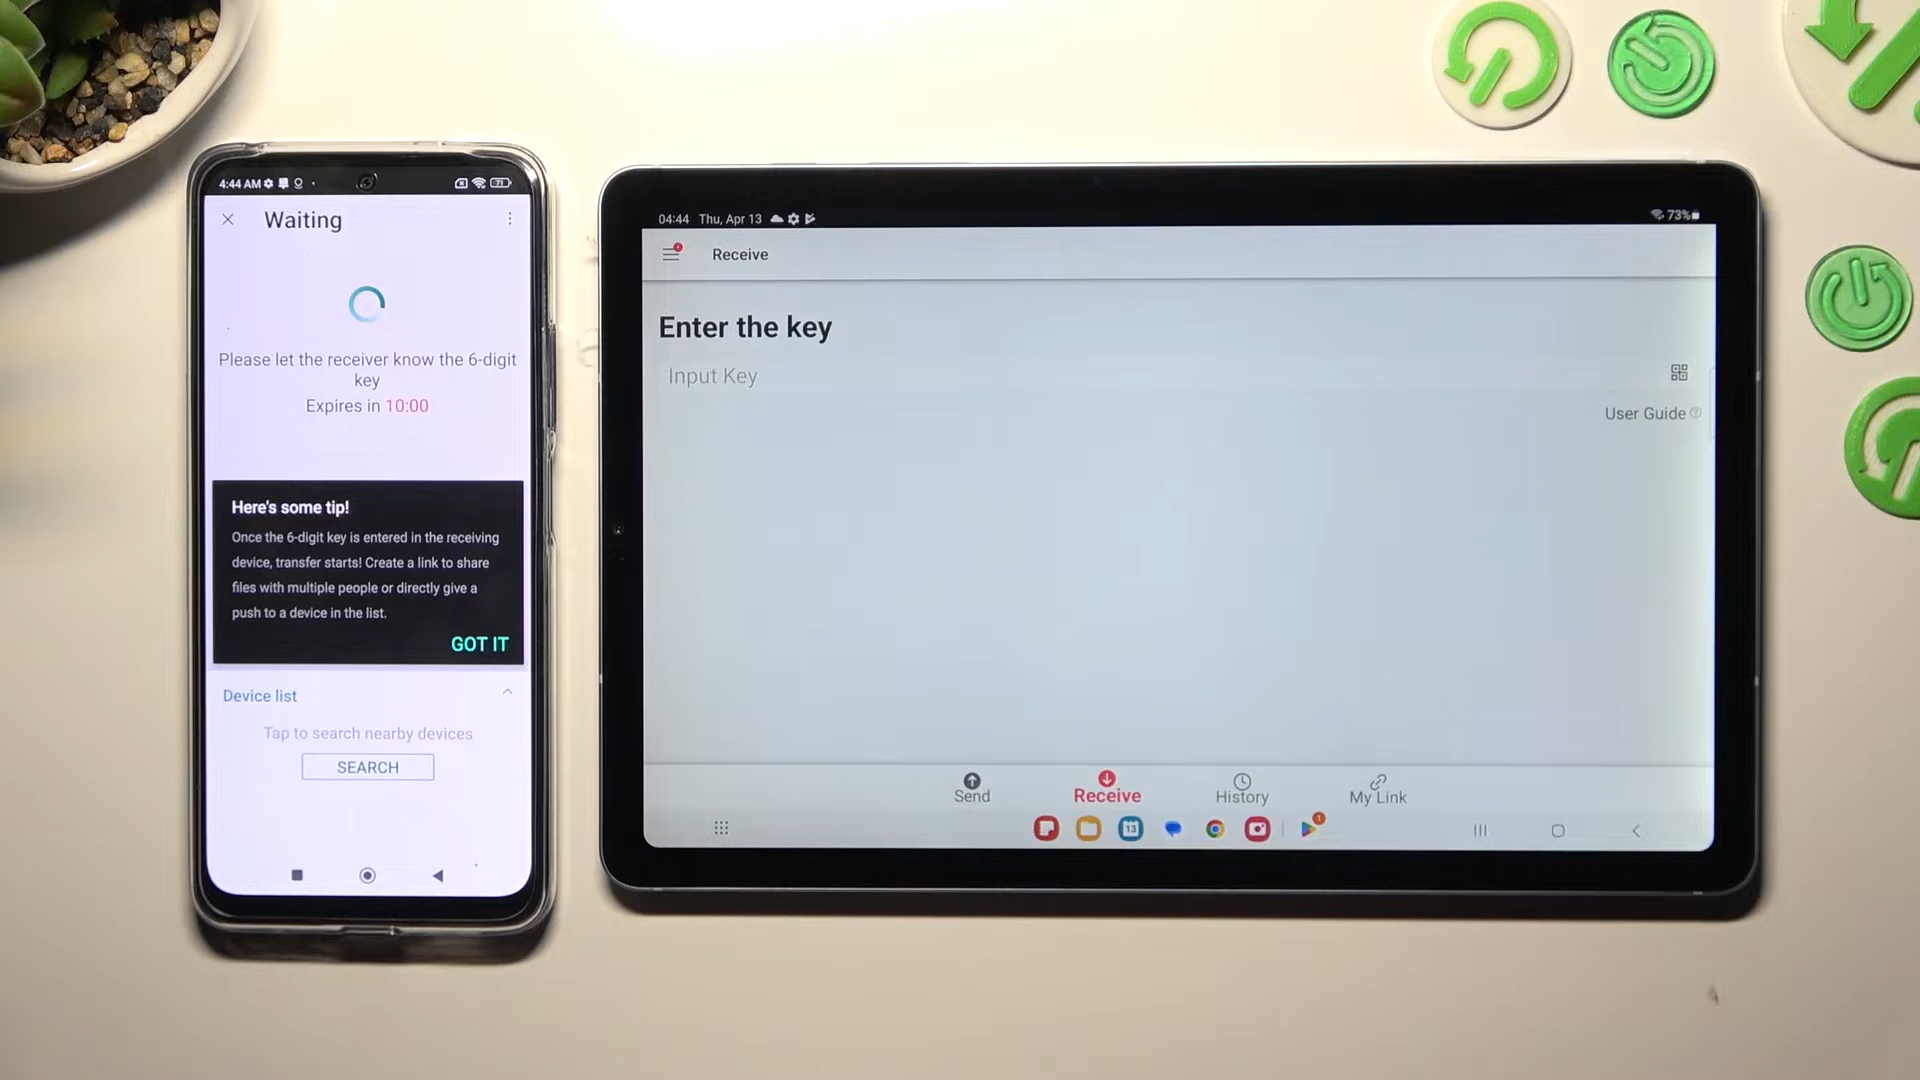 4:44 AM
71
Waiting
Please let the receiver know the 6-digit
key
Expires in 10:00
Here's some tip!
Once the 6-digit key is entered in the receiving
device, transfer starts! Create a link to share
files with multiple people or directly give a
push to a device in the list.
GOT IT
Device list
Tap to search nearby devices
SEARCH
04:44 Thu, Apr 13
73%
Receive
Enter the key
Input Key
User Guide
Send
Receive
History
My Link
13
1